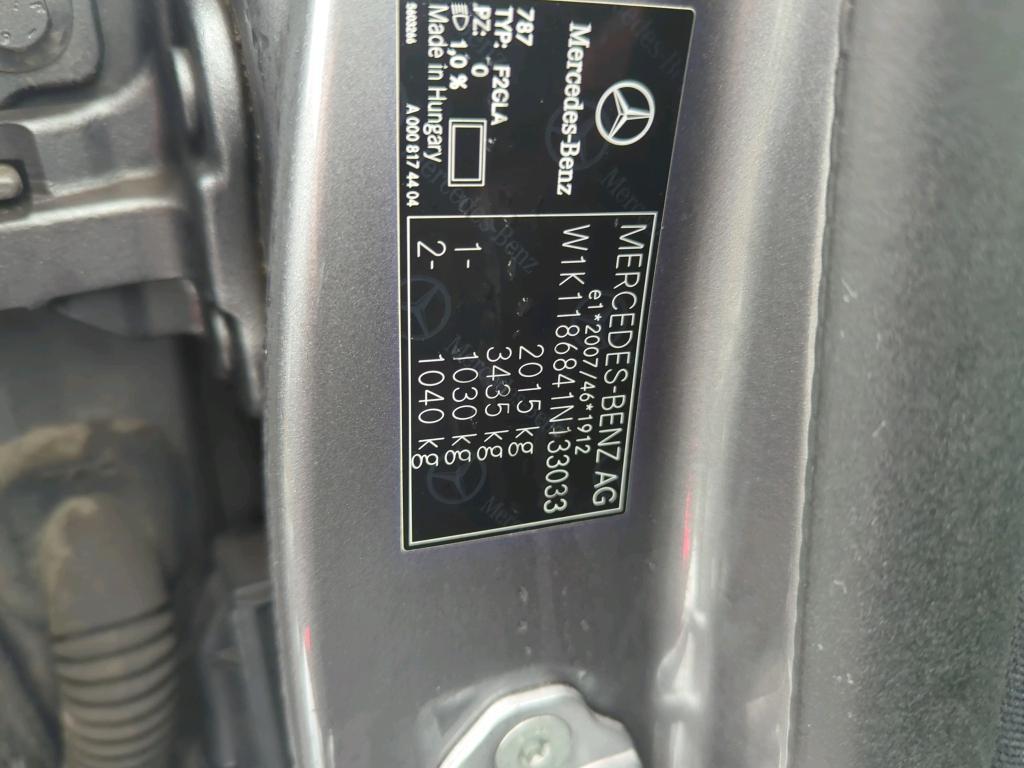 Mercedes-Benz
787
TYP: F2GLA
PZ: 0
1,0 %
Made in Hungary
A 000 817 44 04
MERCEDES-BENZ AG
e1*2007/46*1912
W1K1186841N133033
2015 kg
3435 kg
1- 1030 kg
2- 1040 kg